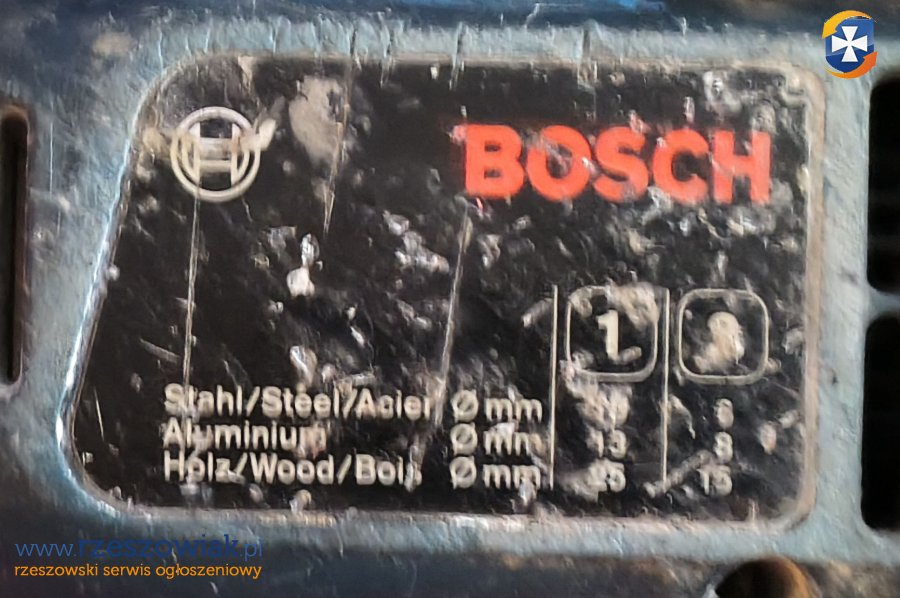 BOSCH
1
Stahl/Steel/Acier Ø mm 6
Aluminium Ø mm 13 8
Holz/Wood/Bois Ø mm 25 15
www.rzeszowiak.pl
rzeszowski serwis ogłoszeniowy